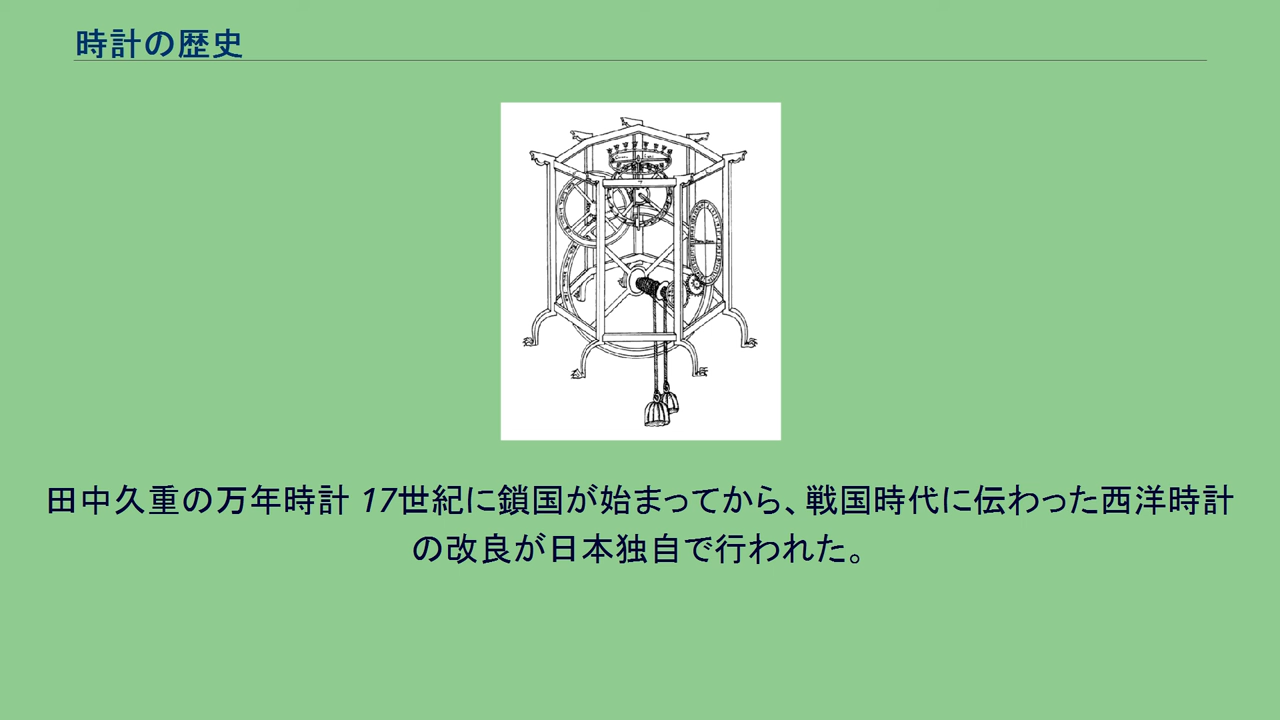 時計の歴史
田中久重の万年時計 17世紀に鎖国が始まってから、戦国時代に伝わった西洋時計
の改良が日本独自で行われた。